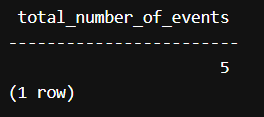 total_number_of_events
------------------------
5
(1 row)